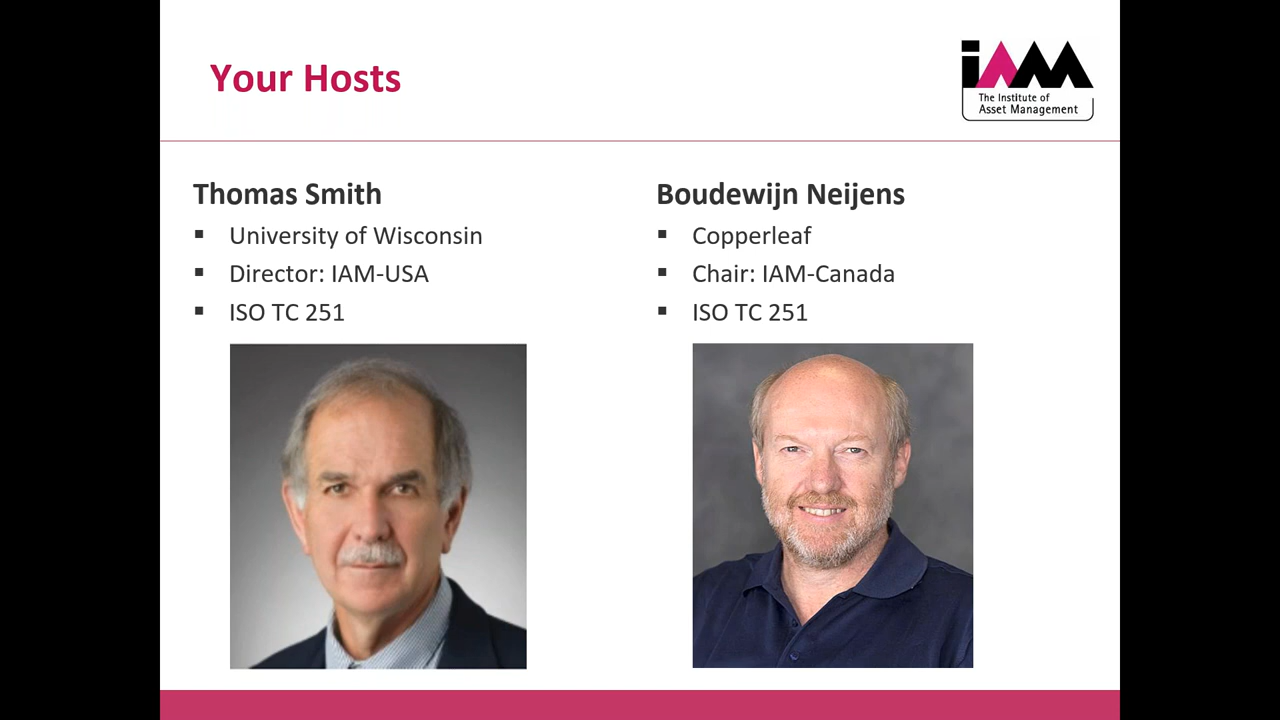 Your Hosts
iAM
The Institute of
Asset Management
Thomas Smith
▪ University of Wisconsin
▪ Director: IAM-USA
▪ ISO TC 251
Boudewijn Neijens
▪ Copperleaf
▪ Chair: IAM-Canada
▪ ISO TC 251